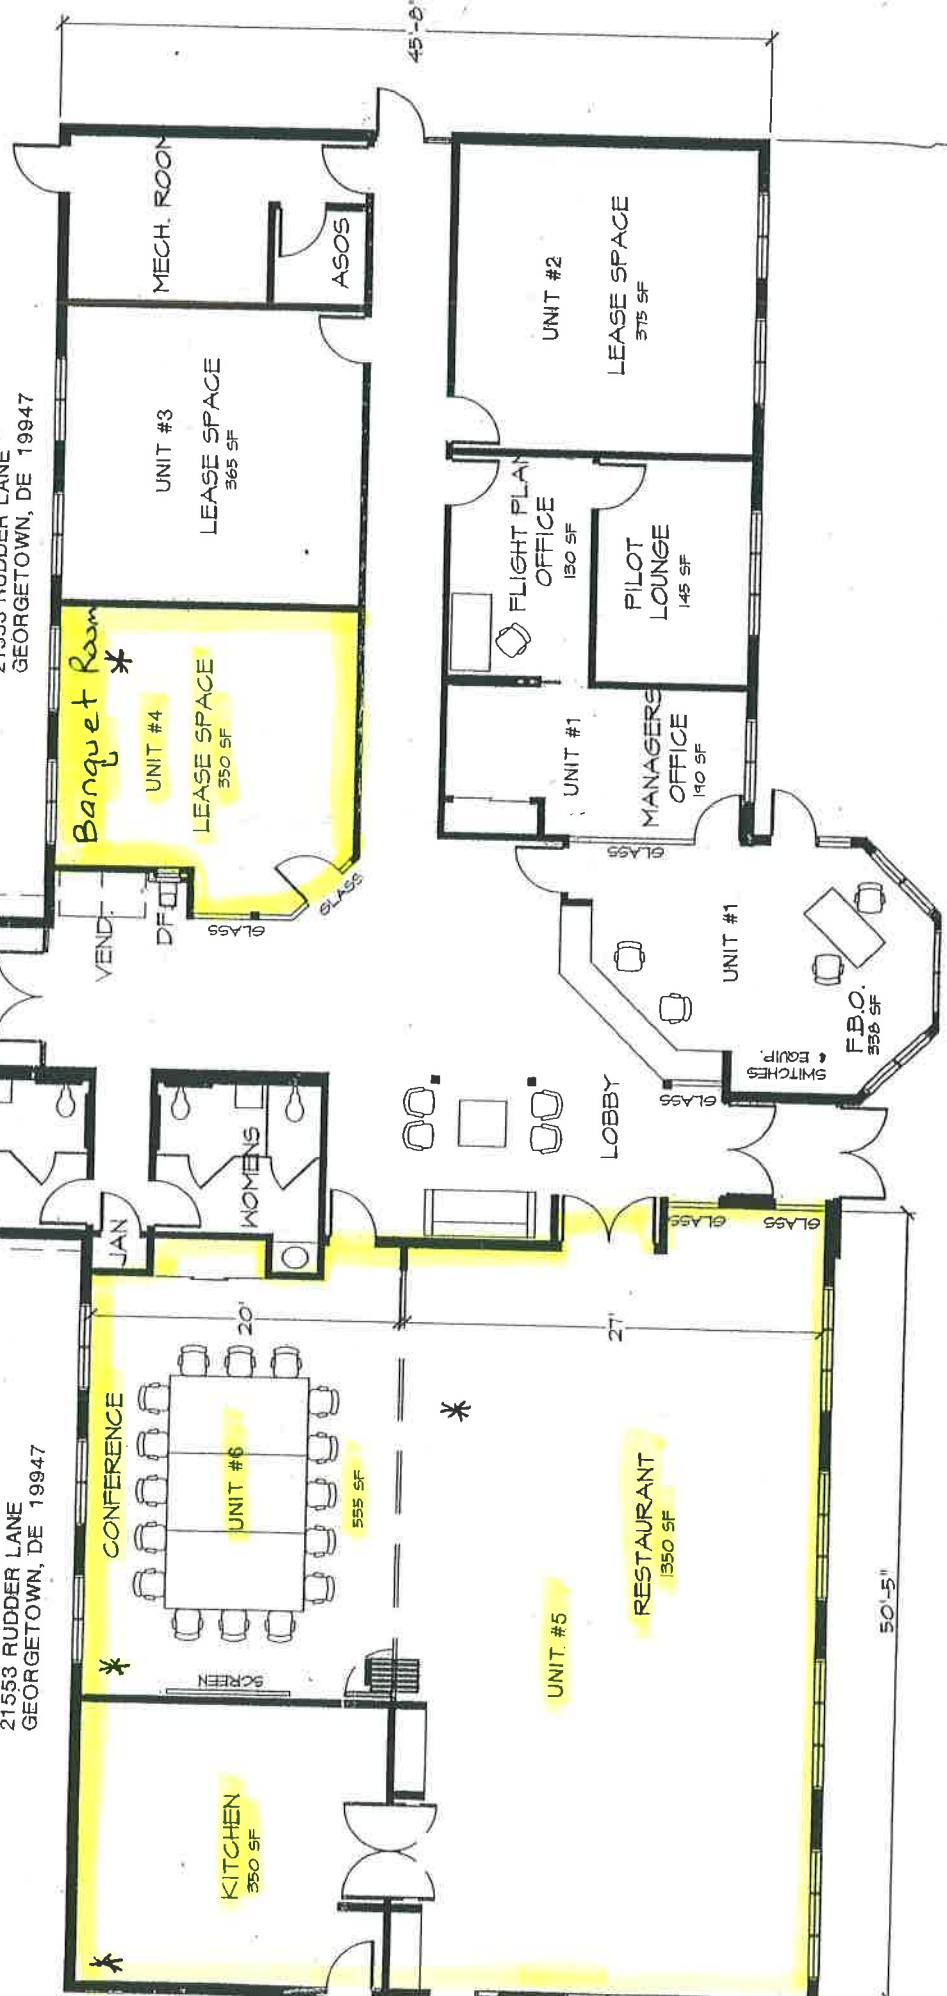 45'-8"
21553 RUDDER LANE
GEORGETOWN, DE 19947
MECH. ROOM
ASOS
UNIT #3
LEASE SPACE
365 SF
UNIT #2
LEASE SPACE
375 SF
Banquet Room
*
UNIT #4
LEASE SPACE
350 SF
GLASS
GLASS
VEND.
DF
FLIGHT PLAN
OFFICE
130 SF
PILOT
LOUNGE
145 SF
UNIT #1
MANAGERS
OFFICE
190 SF
GLASS
UNIT #1
F.B.O.
338 SF
SWITCHES
EQUIP.
GLASS
LOBBY
WOMENS
JAN
GLASS
GLASS
21553 RUDDER LANE
GEORGETOWN, DE 19947
20'
27'
CONFERENCE
UNIT #6
555 SF
SCREEN
*
*
UNIT #5
RESTAURANT
1350 SF
KITCHEN
350 SF
*
50'-5"